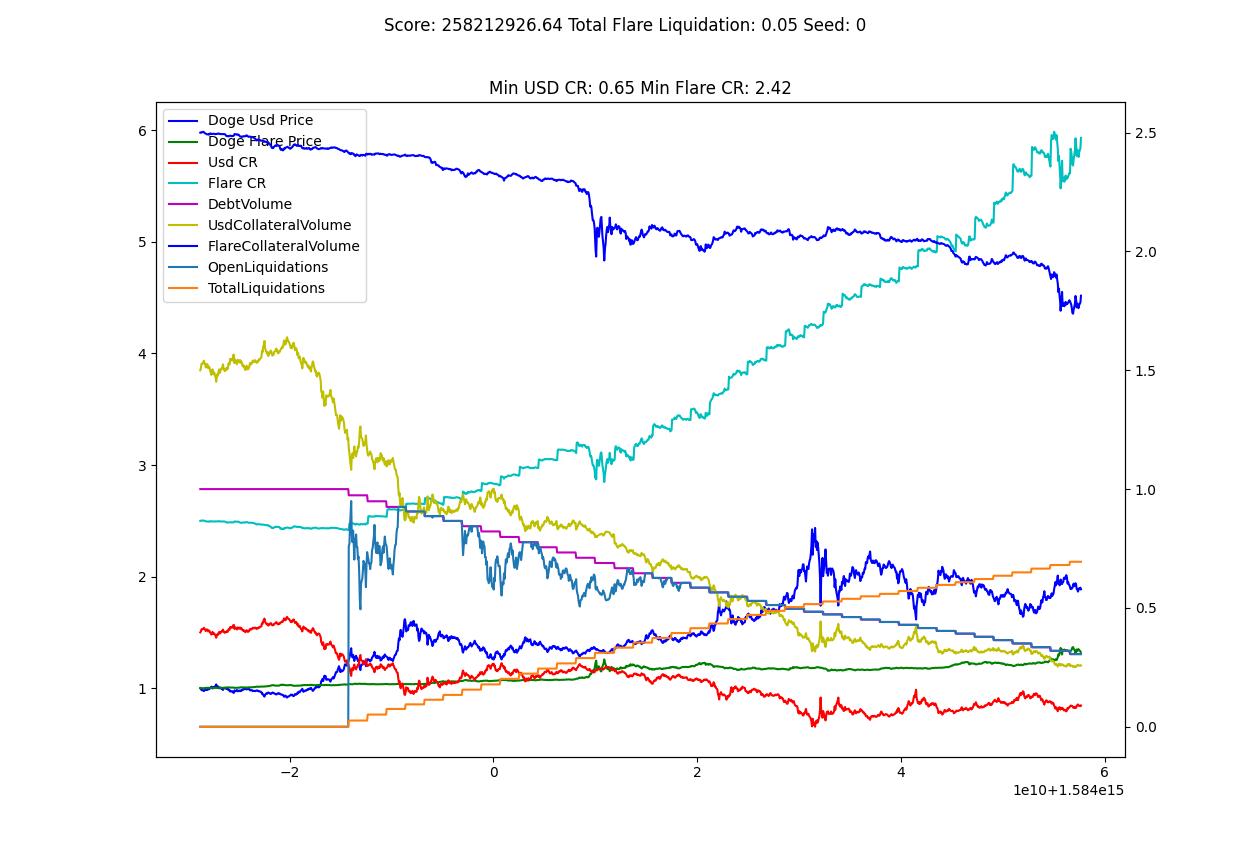 Score: 258212926.64 Total Flare Liquidation: 0.05 Seed: 0
Min USD CR: 0.65 Min Flare CR: 2.42
Doge Usd Price
Doge Flare Price
Usd CR
Flare CR
DebtVolume
UsdCollateralVolume
FlareCollateralVolume
OpenLiquidations
TotalLiquidations
6
5
4
3
2
1
2.5
2.0
1.5
1.0
0.5
0.0
−2
0
2
4
6
1e10+1.584e15